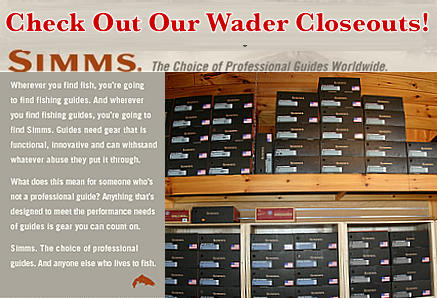 Check Out Our Wader Closeouts!
SIMMS. The Choice of Professional Guides Worldwide.
Wherever you find fish, you're going
to find fishing guides. And wherever
you find fishing guides, you're going to
find Simms. Guides need gear that is
functional, innovative and can withstand
whatever abuse they put it through.
What does this mean for someone who's
not a professional guide? Anything that's
designed to meet the performance needs
of guides is gear you can count on.
Simms. The choice of professional
guides. And anyone else who lives to fish.